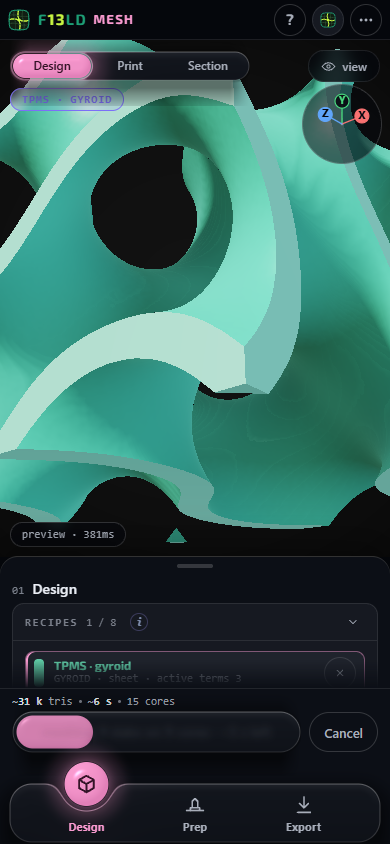 F13LD MESH
?
Design
Print
Section
view
TPMS · GYROID
Y
Z
X
preview · 381ms
01 Design
RECIPES 1 / 8
i
TPMS · gyroid
GYROID · sheet · active terms 3
~31 k tris • ~6 s • 15 cores
Cancel
Design
Prep
Export